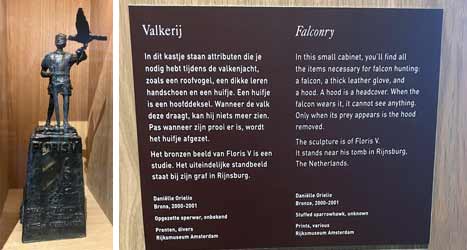 Valkerij
In dit kastje staan attributen die je
nodig hebt tijdens de valkenjacht,
zoals een roofvogel, een dikke leren
handschoen en een huifje. Een huifje
is een hoofddeksel. Wanneer de valk
deze draagt, kan hij niets meer zien.
Pas wanneer zijn prooi er is, wordt
het huifje afgezet.
Het bronzen beeld van Floris V is een
studie. Het uiteindelijke standbeeld
staat bij zijn graf in Rijnsburg.
Daniëlle Orielio
Brons, 2000-2001
Opgezette sperwer, onbekend
Prenten, divers
Rijksmuseum Amsterdam
Falconry
In this small cabinet, you'll find all
the items necessary for falcon hunting:
a falcon, a thick leather glove, and
a hood. A hood is a headcover. When the
falcon wears it, it cannot see anything.
Only when its prey appears is the hood
removed.
The sculpture is of Floris V.
It stands near his tomb in Rijnsburg,
The Netherlands.
Daniëlle Orielio
Bronze, 2000-2001
Stuffed sparrowhawk, unknown
Prints, various
Rijksmuseum Amsterdam